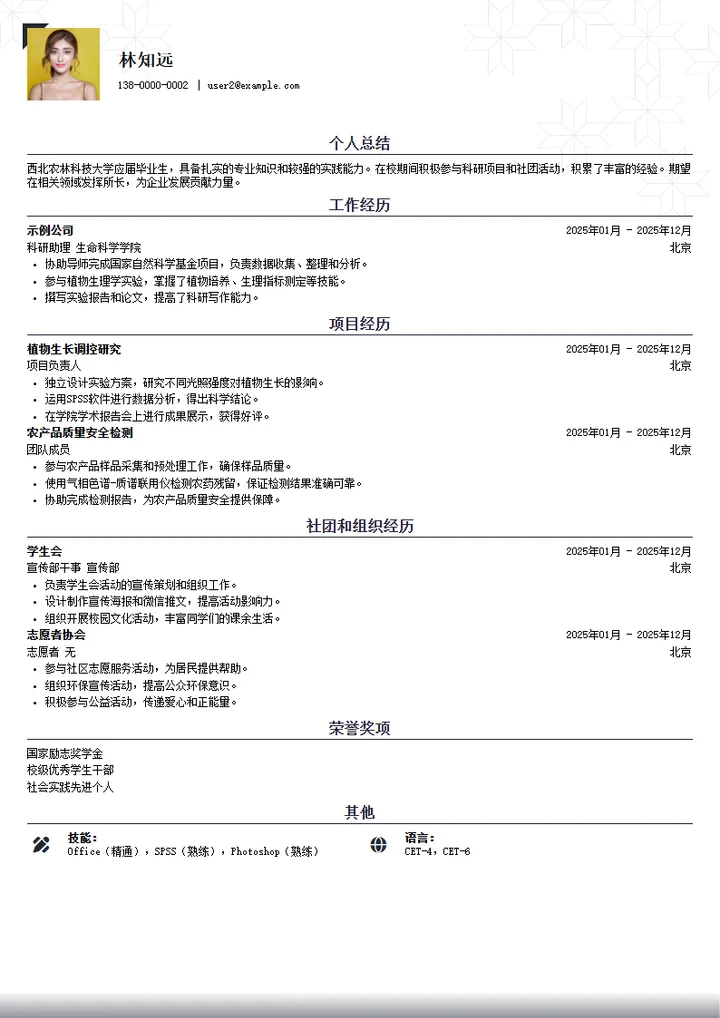 林知远
138-0000-0002 | user2@example.com
个人总结
西北农林科技大学应届毕业生，具备扎实的专业知识和较强的实践能力。在校期间积极参与科研项目和社团活动，积累了丰富的经验。期望
在相关领域发挥所长，为企业发展贡献力量。
工作经历
示例公司 2025年01月 - 2025年12月
科研助理 生命科学学院 北京
• 协助导师完成国家自然科学基金项目，负责数据收集、整理和分析。
• 参与植物生理学实验，掌握了植物培养、生理指标测定等技能。
• 撰写实验报告和论文，提高了科研写作能力。
项目经历
植物生长调控研究 2025年01月 - 2025年12月
项目负责人 北京
• 独立设计实验方案，研究不同光照强度对植物生长的影响。
• 运用SPSS软件进行数据分析，得出科学结论。
• 在学院学术报告会上进行成果展示，获得好评。
农产品质量安全检测 2025年01月 - 2025年12月
团队成员 北京
• 参与农产品样品采集和预处理工作，确保样品质量。
• 使用气相色谱-质谱联用仪检测农药残留，保证检测结果准确可靠。
• 协助完成检测报告，为农产品质量安全提供保障。
社团和组织经历
学生会 2025年01月 - 2025年12月
宣传部干事 宣传部 北京
• 负责学生会活动的宣传策划和组织工作。
• 设计制作宣传海报和微信推文，提高活动影响力。
• 组织开展校园文化活动，丰富同学们的课余生活。
志愿者协会 2025年01月 - 2025年12月
志愿者 无 北京
• 参与社区志愿服务活动，为居民提供帮助。
• 组织环保宣传活动，提高公众环保意识。
• 积极参与公益活动，传递爱心和正能量。
荣誉奖项
国家励志奖学金
校级优秀学生干部
社会实践先进个人
其他
技能：
Office（精通），SPSS（熟练），Photoshop（熟练）
语言：
CET-4，CET-6